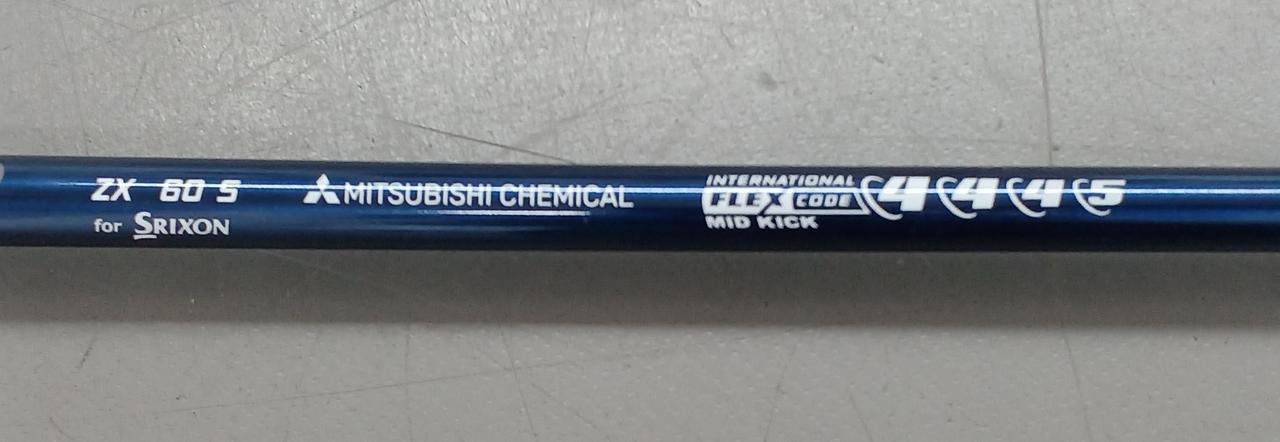 ZX 60 S
for SRIXON
MITSUBISHI CHEMICAL
INTERNATIONAL
FLEX CODE
MID KICK
4 4 4 5